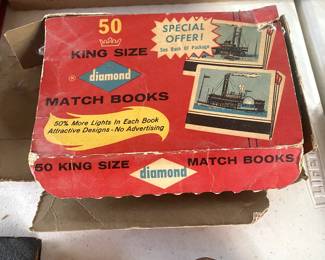 50
SPECIAL
OFFER!
See Back Of Package
KING SIZE
® diamond
MATCH BOOKS
50% More Lights In Each Book
Attractive Designs - No Advertising
50 KING SIZE diamond MATCH BOOKS